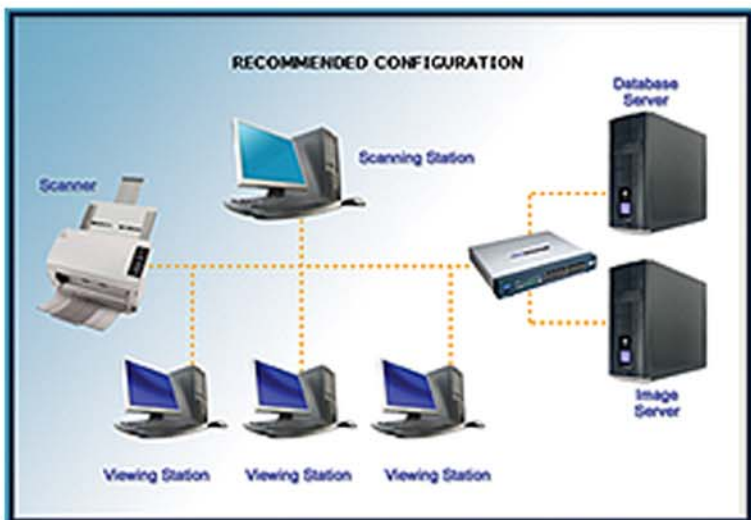 RECOMMENDED CONFIGURATION
Database
Server
Scanning Station
Scanner
Image
Server
Viewing Station
Viewing Station
Viewing Station